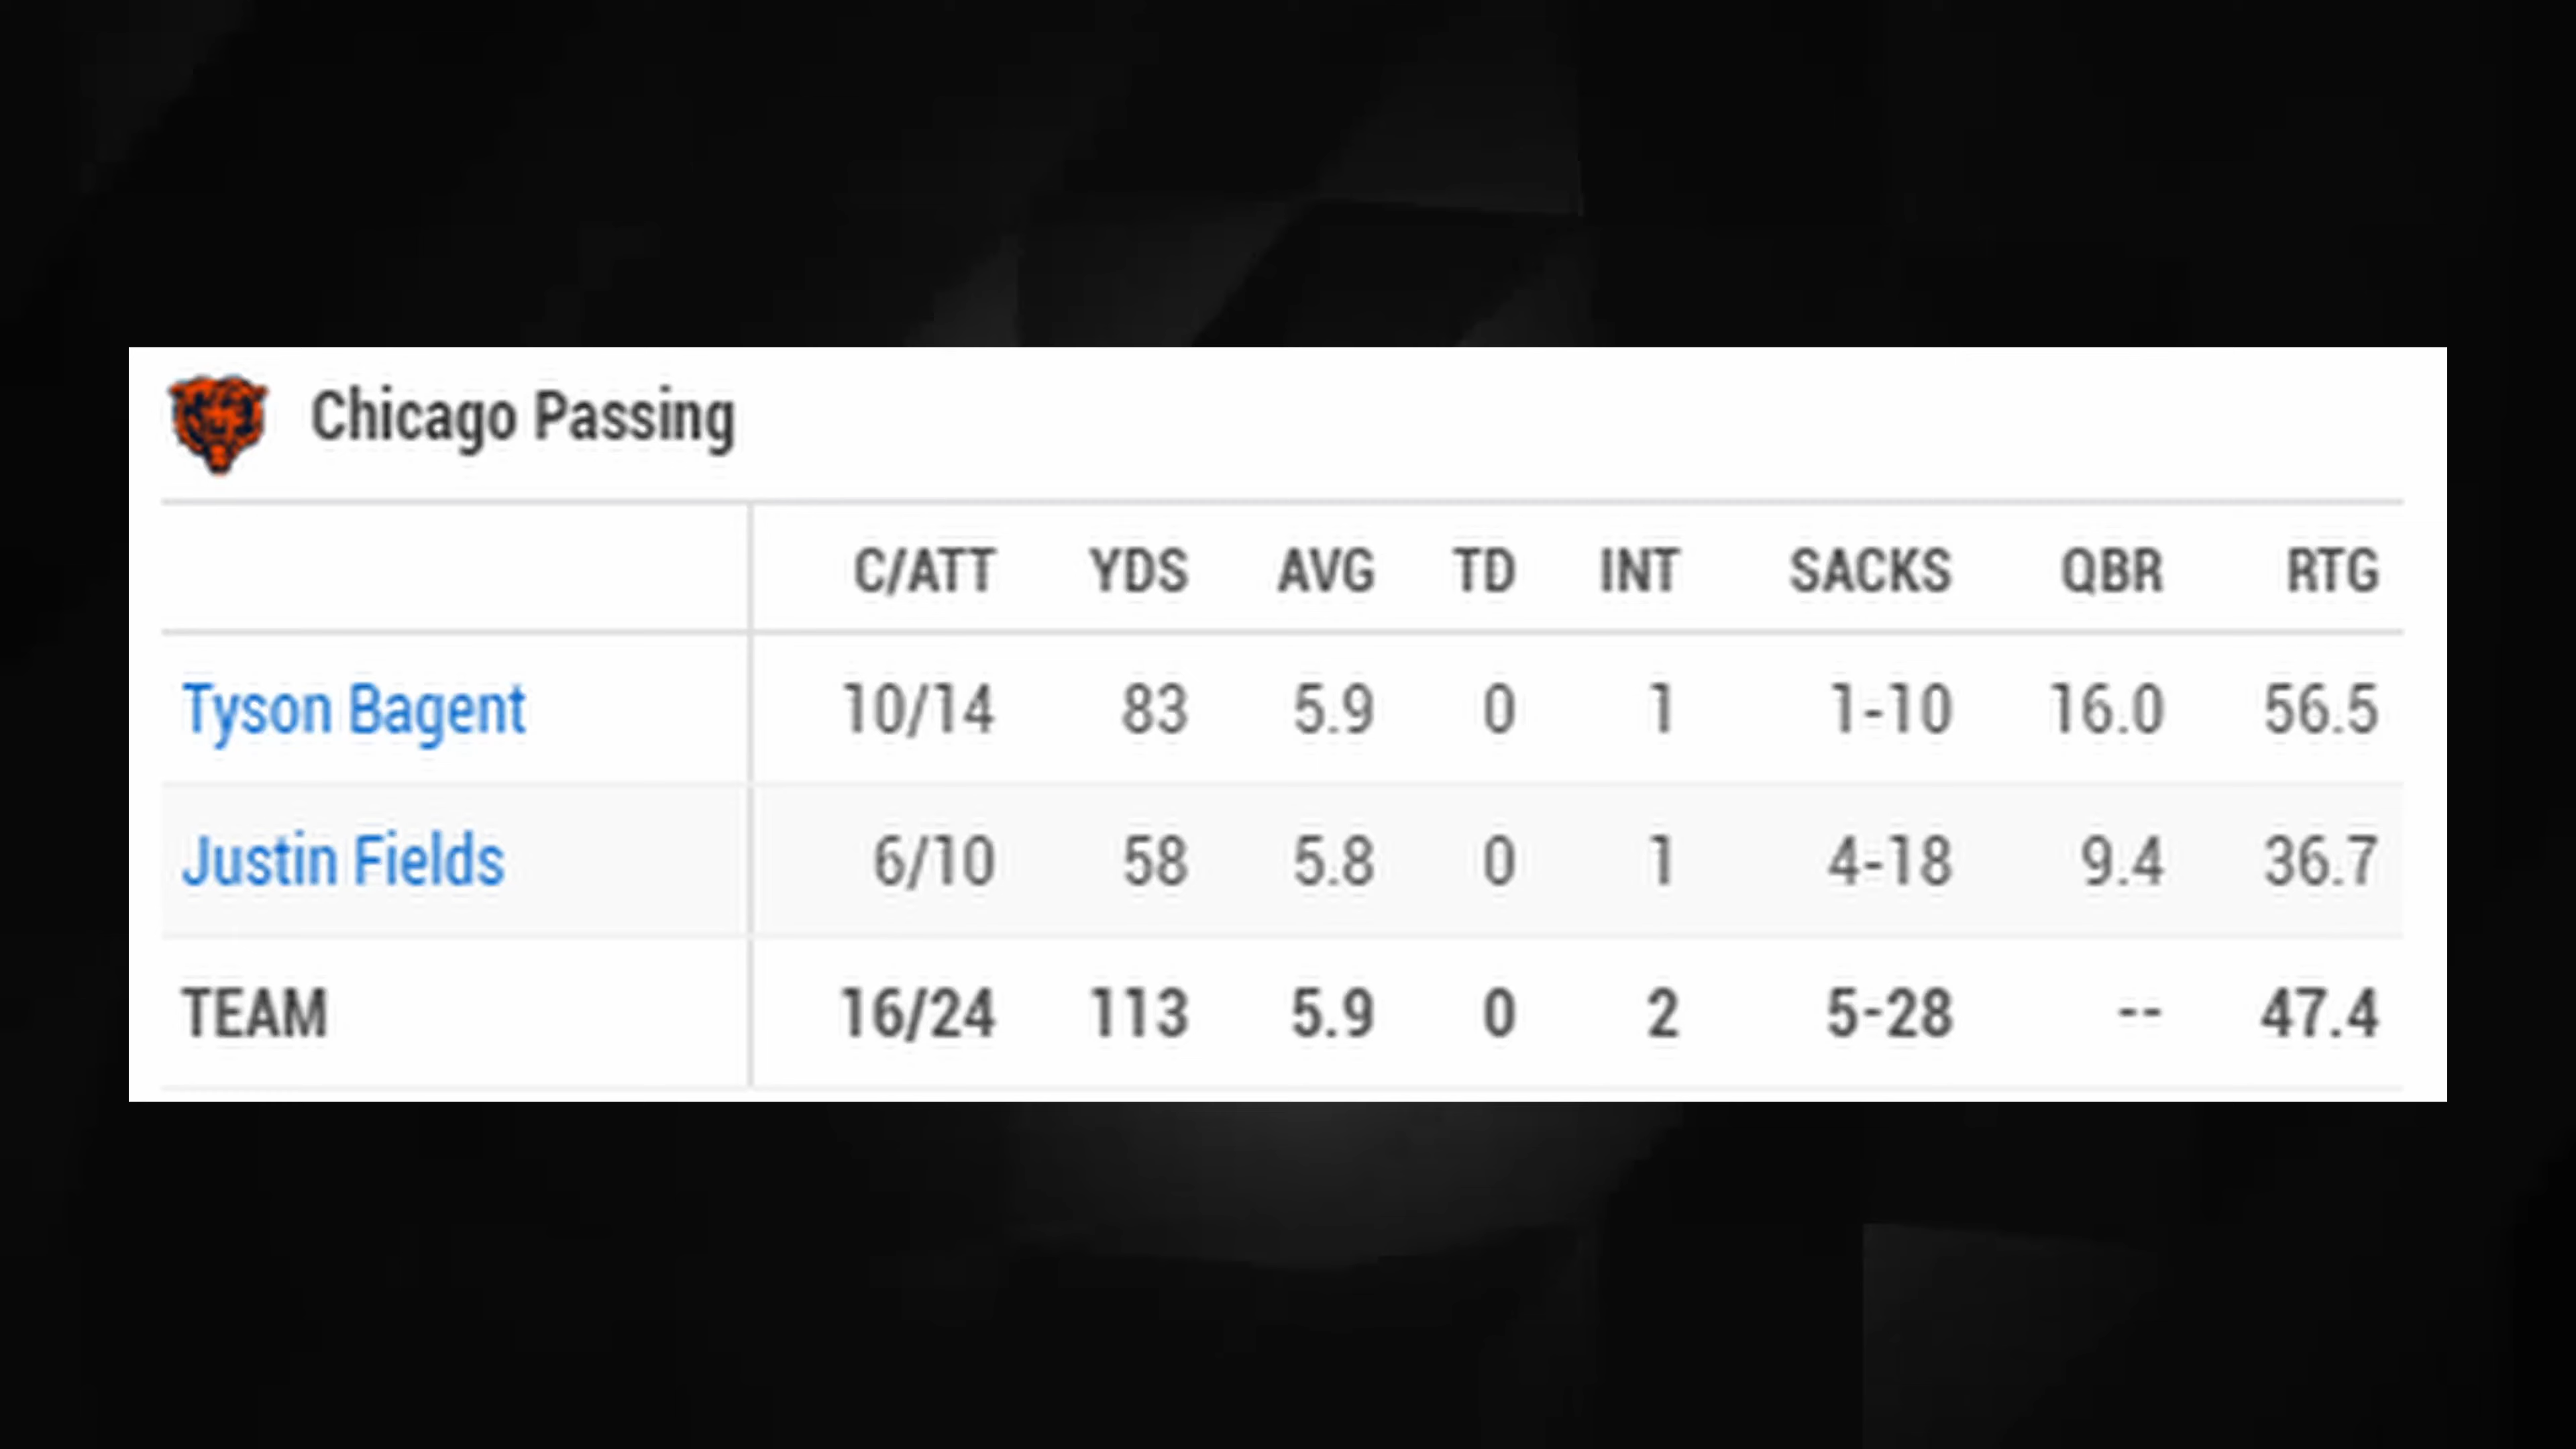 Chicago Passing
C/ATT YDS AVG TD INT SACKS QBR RTG
Tyson Bagent 10/14 83 5.9 0 1 1-10 16.0 56.5
Justin Fields 6/10 58 5.8 0 1 4-18 9.4 36.7
TEAM 16/24 113 5.9 0 2 5-28 -- 47.4